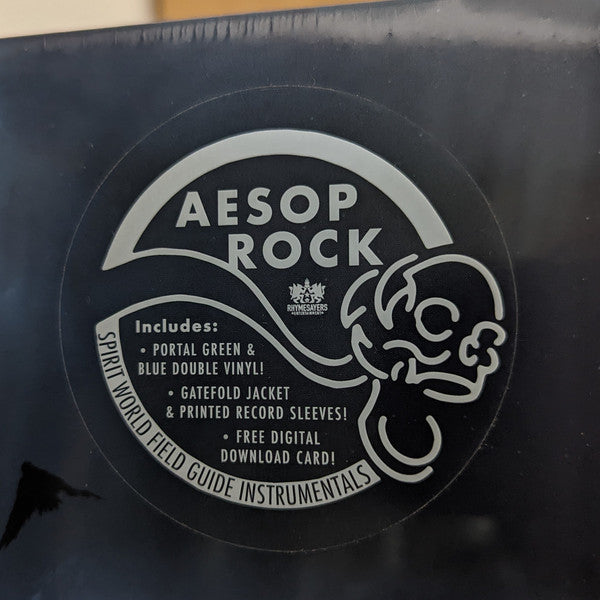 AESOP
ROCK
RHYMESAYERS
ENTERTAINMENT
Includes:
• PORTAL GREEN &
BLUE DOUBLE VINYL!
• GATEFOLD JACKET
& PRINTED RECORD SLEEVES!
• FREE DIGITAL
DOWNLOAD CARD!
SPIRIT WORLD FIELD GUIDE INSTRUMENTALS